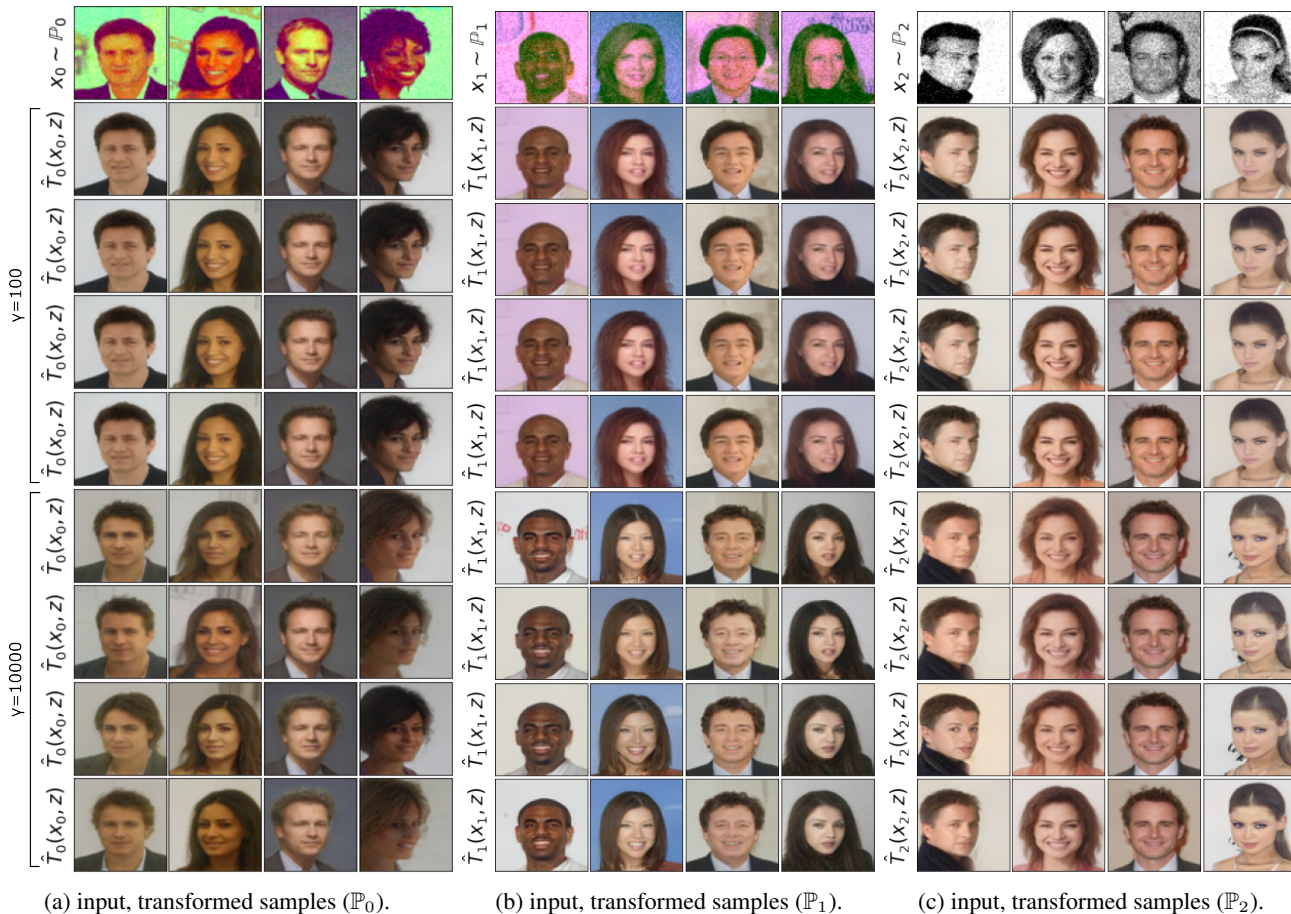 x₀ ~ ℙ₀
T̂₀(x₀, z)
T̂₀(x₀, z)
T̂₀(x₀, z)
T̂₀(x₀, z)
T̂₀(x₀, z)
T̂₀(x₀, z)
T̂₀(x₀, z)
T̂₀(x₀, z)
γ=100
γ=10000
(a) input, transformed samples (ℙ₀).
x₁ ~ ℙ₁
T̂₁(x₁, z)
T̂₁(x₁, z)
T̂₁(x₁, z)
T̂₁(x₁, z)
T̂₁(x₁, z)
T̂₁(x₁, z)
T̂₁(x₁, z)
T̂₁(x₁, z)
(b) input, transformed samples (ℙ₁).
x₂ ~ ℙ₂
T̂₂(x₂, z)
T̂₂(x₂, z)
T̂₂(x₂, z)
T̂₂(x₂, z)
T̂₂(x₂, z)
T̂₂(x₂, z)
T̂₂(x₂, z)
T̂₂(x₂, z)
(c) input, transformed samples (ℙ₂).